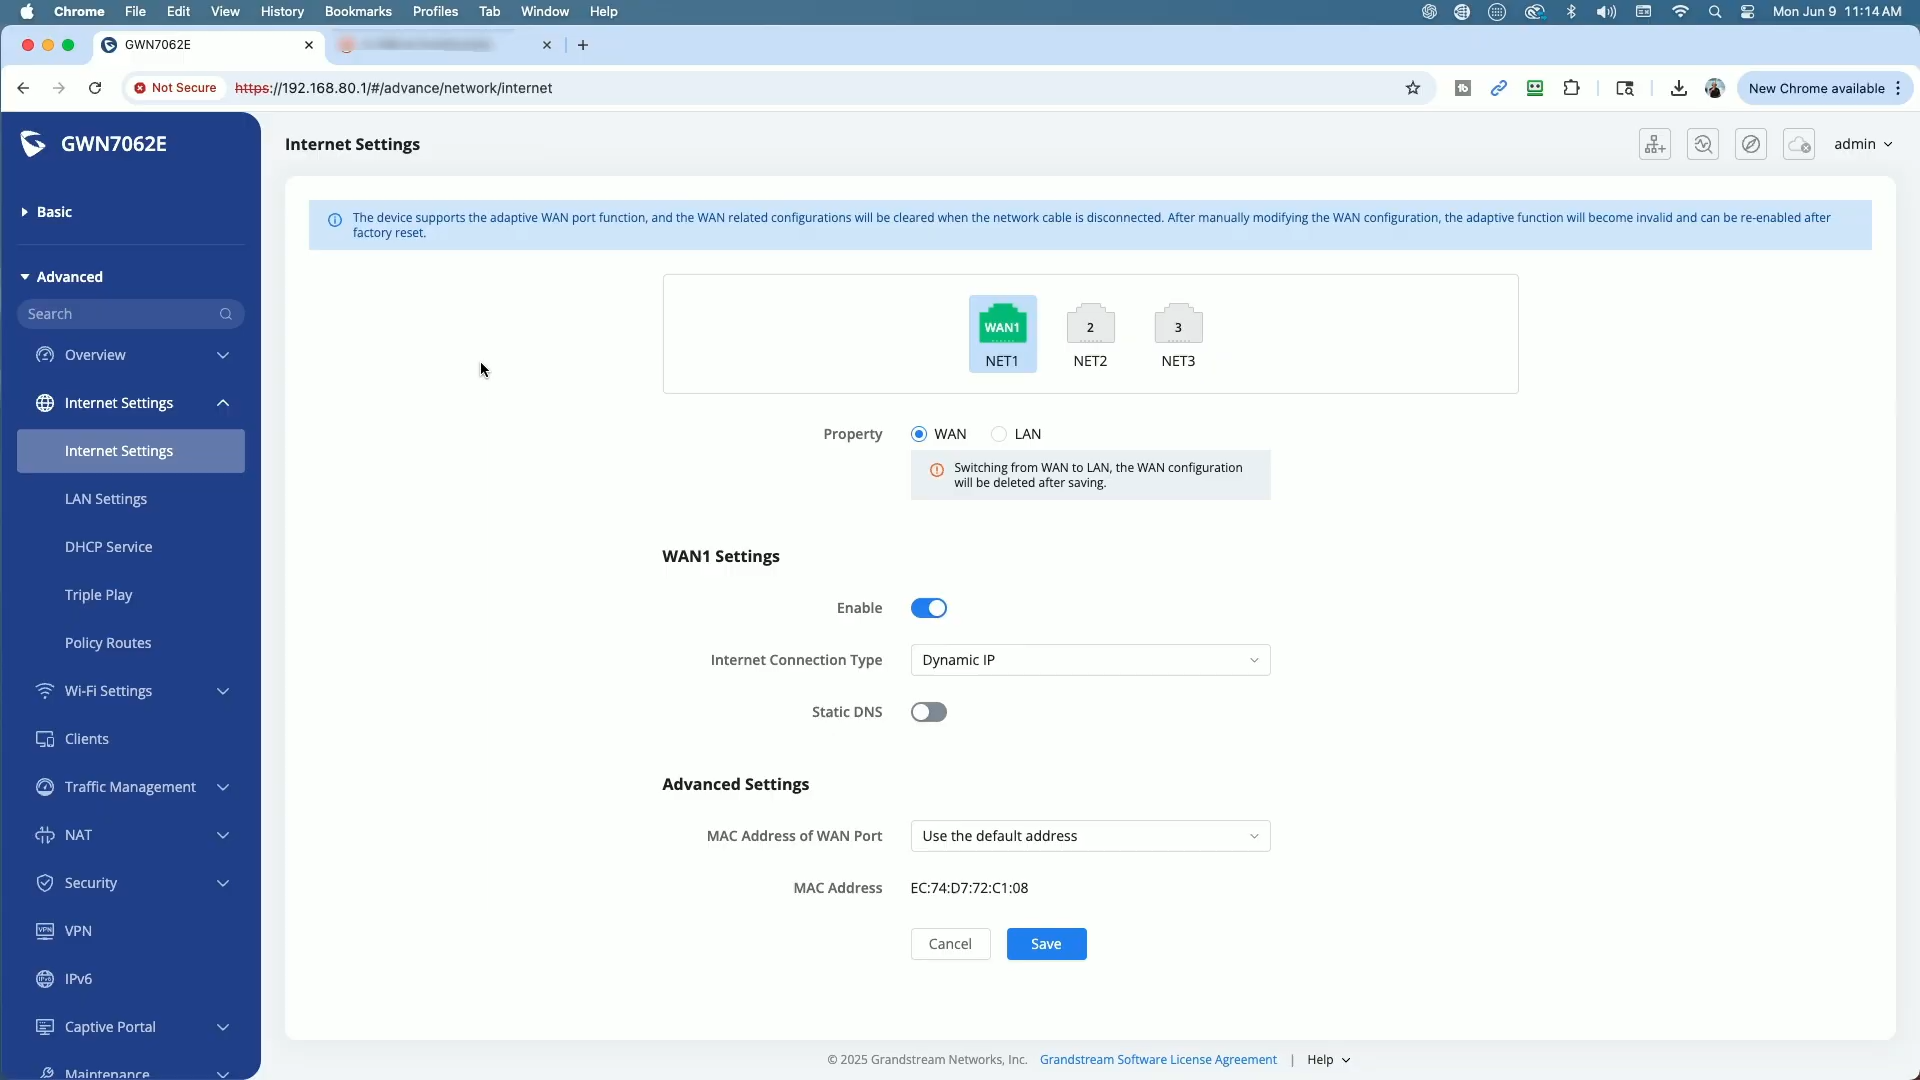 Chrome File Edit View History Bookmarks Profiles Tab Window Help
Mon Jun 9 11:14 AM
GWN7062E
Not Secure https://192.168.80.1/#/advance/network/internet
New Chrome available
GWN7062E
Internet Settings
admin
Basic
Advanced
Search
Overview
Internet Settings
Internet Settings
LAN Settings
DHCP Service
Triple Play
Policy Routes
Wi-Fi Settings
Clients
Traffic Management
NAT
Security
VPN
IPv6
Captive Portal
Maintenance
The device supports the adaptive WAN port function, and the WAN related configurations will be cleared when the network cable is disconnected. After manually modifying the WAN configuration, the adaptive function will become invalid and can be re-enabled after
factory reset.
WAN1 2 3
NET1 NET2 NET3
Property WAN LAN
Switching from WAN to LAN, the WAN configuration
will be deleted after saving.
WAN1 Settings
Enable
Internet Connection Type Dynamic IP
Static DNS
Advanced Settings
MAC Address of WAN Port Use the default address
MAC Address EC:74:D7:72:C1:08
Cancel Save
© 2025 Grandstream Networks, Inc. Grandstream Software License Agreement | Help